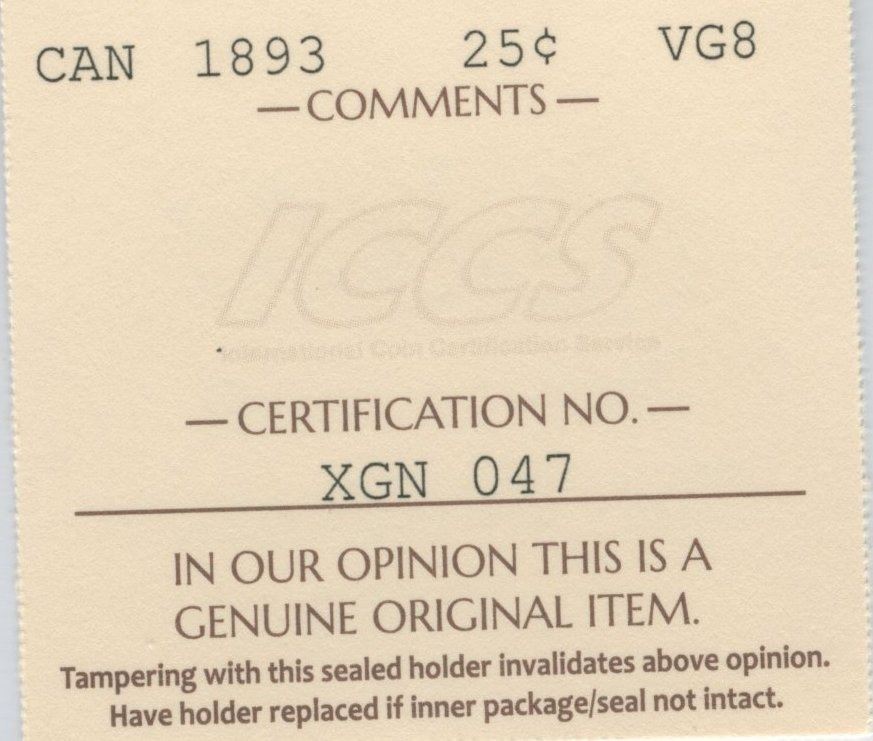 CAN 1893 25¢ VG8
— COMMENTS —
ICCS
International Coin Certification Service
— CERTIFICATION NO. —
XGN 047
IN OUR OPINION THIS IS A
GENUINE ORIGINAL ITEM.
Tampering with this sealed holder invalidates above opinion.
Have holder replaced if inner package/seal not intact.